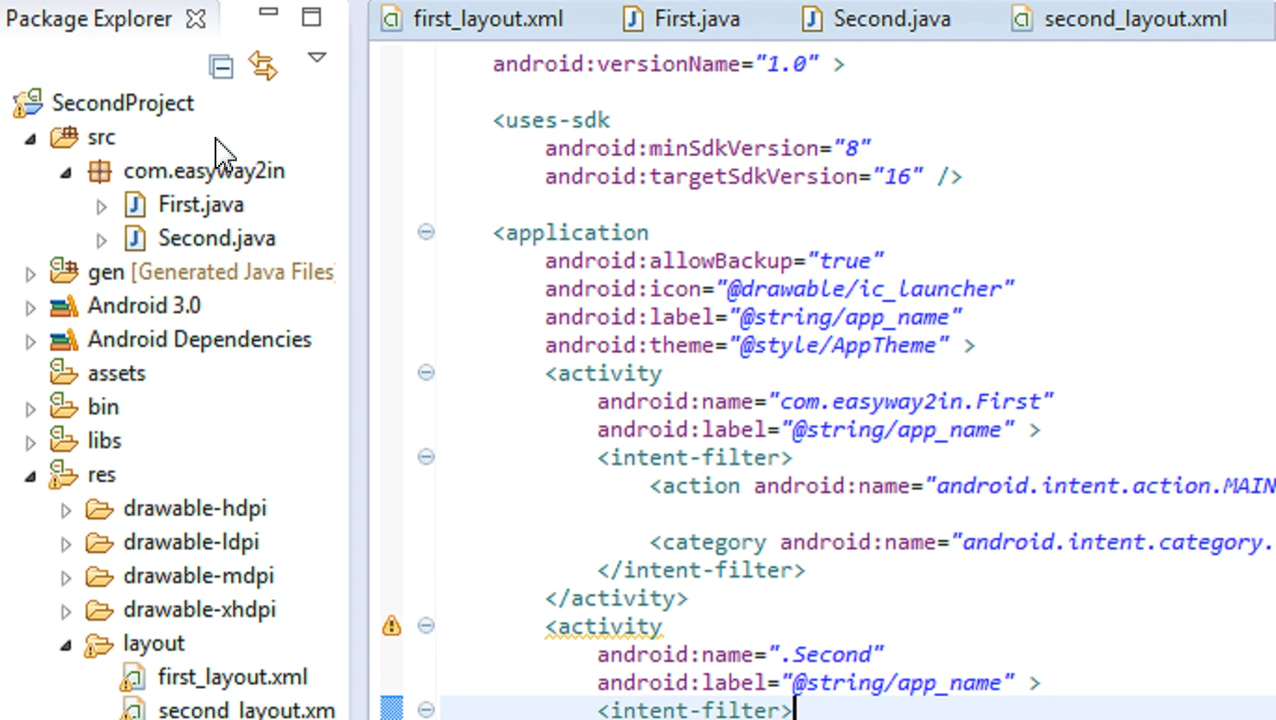 Package Explorer
SecondProject
src
com.easyway2in
First.java
Second.java
gen [Generated Java Files
Android 3.0
Android Dependencies
assets
bin
libs
res
drawable-hdpi
drawable-ldpi
drawable-mdpi
drawable-xhdpi
layout
first_layout.xml
second_layout.xm
first_layout.xml First.java Second.java second_layout.xml
android:versionName="1.0" >
<uses-sdk
android:minSdkVersion="8"
android:targetSdkVersion="16" />
<application
android:allowBackup="true"
android:icon="@drawable/ic_launcher"
android:label="@string/app_name"
android:theme="@style/AppTheme" >
<activity
android:name="com.easyway2in.First"
android:label="@string/app_name" >
<intent-filter>
<action android:name="android.intent.action.MAIN
<category android:name="android.intent.category.
</intent-filter>
</activity>
<activity
android:name=".Second"
android:label="@string/app_name" >
<intent-filter>